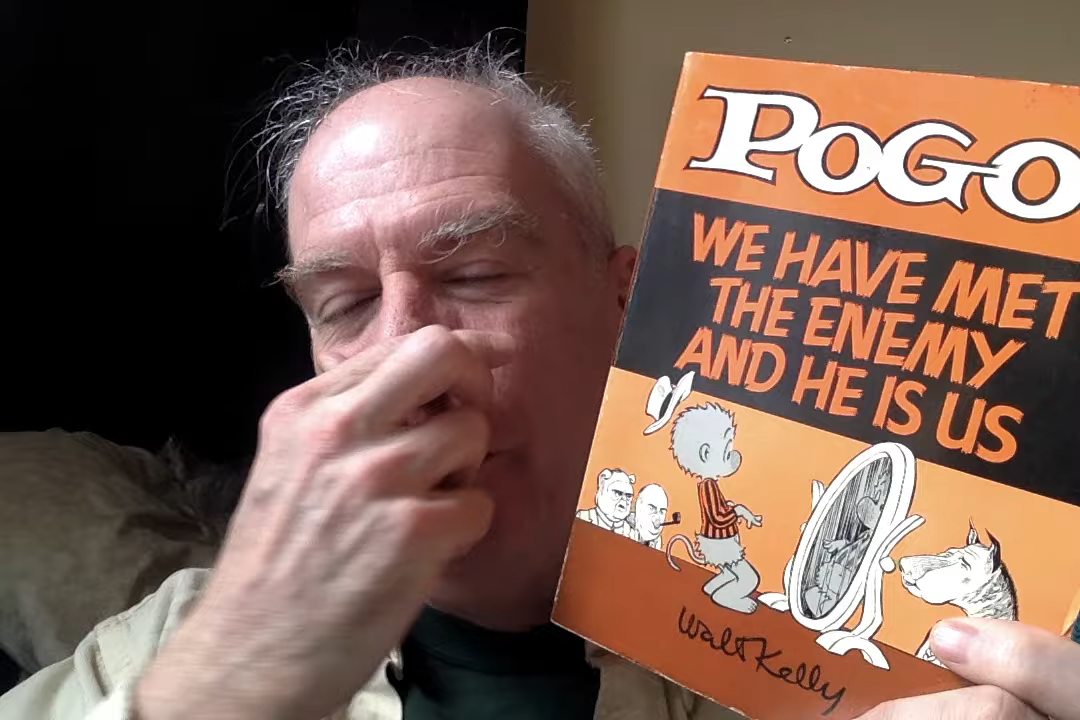 POGO
WE HAVE MET
THE ENEMY
AND HE IS US
Walt Kelly